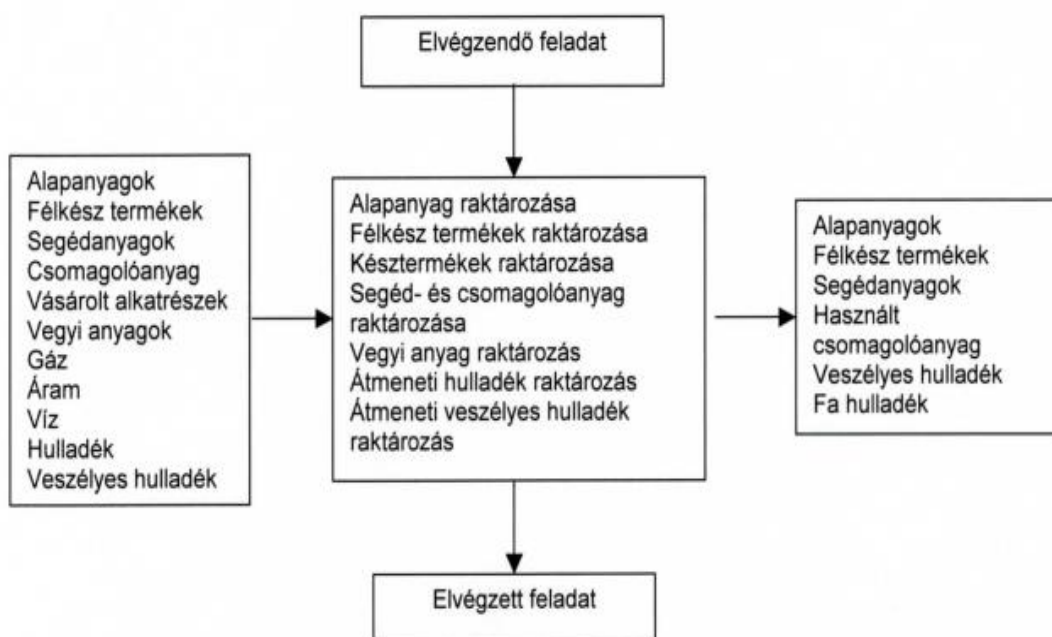 Elvégzendő feladat
Alapanyagok
Félkész termékek
Segédanyagok
Csomagolóanyag
Vásárolt alkatrészek
Vegyi anyagok
Gáz
Áram
Víz
Hulladék
Veszélyes hulladék
Alapanyag raktározása
Félkész termékek raktározása
Késztermékek raktározása
Segéd- és csomagolóanyag
raktározása
Vegyi anyag raktározás
Átmeneti hulladék raktározás
Átmeneti veszélyes hulladék
raktározás
Alapanyagok
Félkész termékek
Segédanyagok
Használt
csomagolóanyag
Veszélyes hulladék
Fa hulladék
Elvégzett feladat